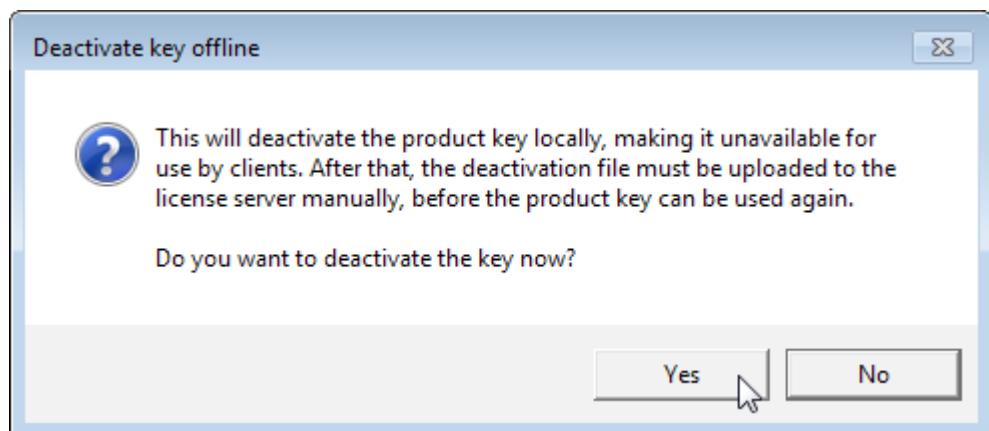 Deactivate key offline
This will deactivate the product key locally, making it unavailable for
use by clients. After that, the deactivation file must be uploaded to the
license server manually, before the product key can be used again.
Do you want to deactivate the key now?
Yes
No